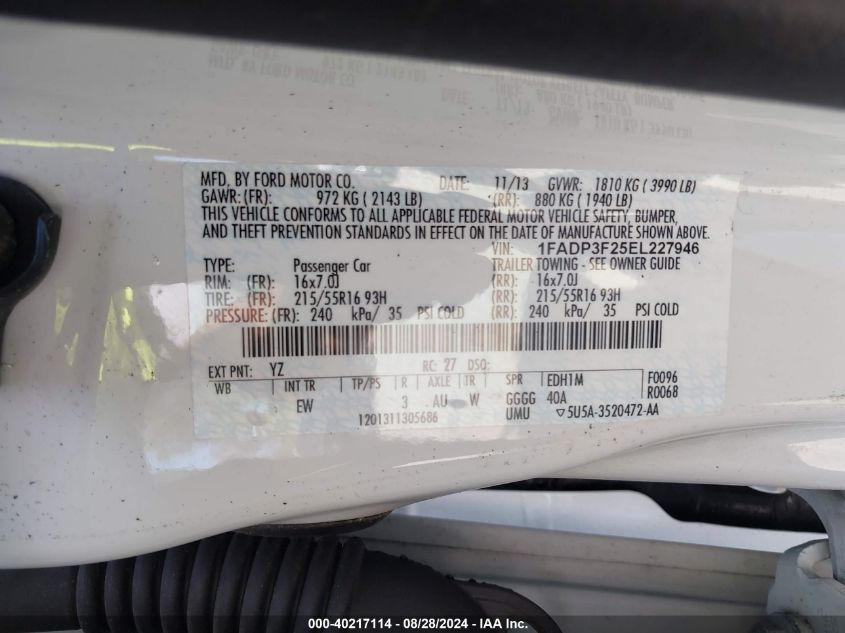 MFD. BY FORD MOTOR CO. DATE: 11/13 GVWR: 1810 KG ( 3990 LB)
GAWR: (FR): 972 KG ( 2143 LB) (RR): 880 KG ( 1940 LB)
THIS VEHICLE CONFORMS TO ALL APPLICABLE FEDERAL MOTOR VEHICLE SAFETY, BUMPER,
AND THEFT PREVENTION STANDARDS IN EFFECT ON THE DATE OF MANUFACTURE SHOWN ABOVE.
VIN: 1FADP3F25EL227946
TYPE: Passenger Car TRAILER TOWING - SEE OWNER GUIDE
RIM: (FR): 16x7.0J (RR): 16x7.0J
TIRE: (FR): 215/55R16 93H (RR): 215/55R16 93H
PRESSURE: (FR): 240 kPa/ 35 PSI COLD (RR): 240 kPa/ 35 PSI COLD
EXT PNT: YZ RC: 27 DSO:
WB INT TR TP/PS R AXLE TR SPR EDH1M F0096
EW 3 AU W GGGG 40A R0068
1201311305686 UMU ▽5U5A-3520472-AA
000-40217114 - 08/28/2024 - IAA Inc.